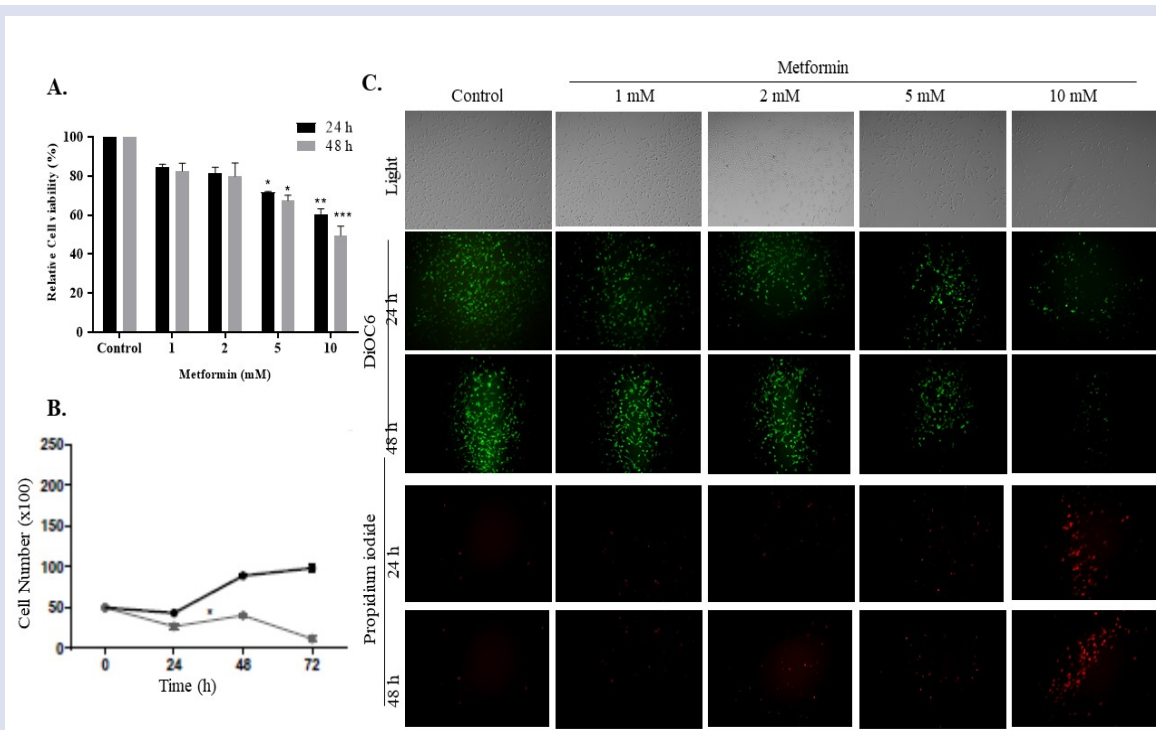 A.
24 h
48 h
Relative Cell viability (%)
100
80
60
40
20
0
* * ** ***
Control 1 2 5 10
Metformin (mM)
B.
Cell Number (x100)
250
200
150
100
50
0
*
0 24 48 72
Time (h)
C.
Metformin
Control 1 mM 2 mM 5 mM 10 mM
Light
DiOC6
24 h
48 h
Propidium iodide
24 h
48 h